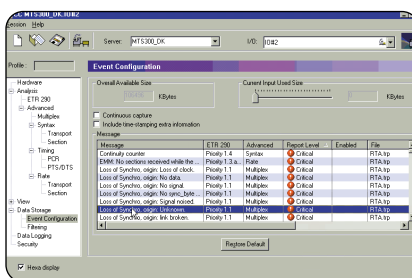 CC MTS300_DK,IO#2
ession Help
Server: MTS300_DK I/O: IO#2
Profile :
Event Configuration
Hardware
Analysis
ETR 290
Advanced
Multiplex
Syntax
Transport
Section
Timing
PCR
PTS/DTS
Rate
Transport
Section
View
Data Storage
Event Configuration
Filtering
Data Logging
Security
Hexa display
Overall Available Size
KBytes
Current Input Used Size
KBytes
Continuous capture
Include time-stamping extra information
Message
Message ETR 290 Advanced Report Level Enabled File
Continuity counter Priority 1.4 Syntax Critical RTA.trp
EMM: No sections received while the ... Priority 1.3.a... Rate Critical RTA.trp
Loss of Synchro, origin: Loss of clock. Priority 1.1 Multiplex Critical RTA.trp
Loss of Synchro, origin: No data. Priority 1.1 Multiplex Critical RTA.trp
Loss of Synchro, origin: No signal. Priority 1.1 Multiplex Critical RTA.trp
Loss of Synchro, origin: No sync_byte ... Priority 1.1 Multiplex Critical RTA.trp
Loss of Synchro, origin: Signal noised. Priority 1.1 Multiplex Critical RTA.trp
Loss of Synchro, origin: Unknown. Priority 1.1 Multiplex Critical RTA.trp
Loss of Synchro, origin: link broken. Priority 1.1 Multiplex Critical RTA.trp
Restore Default